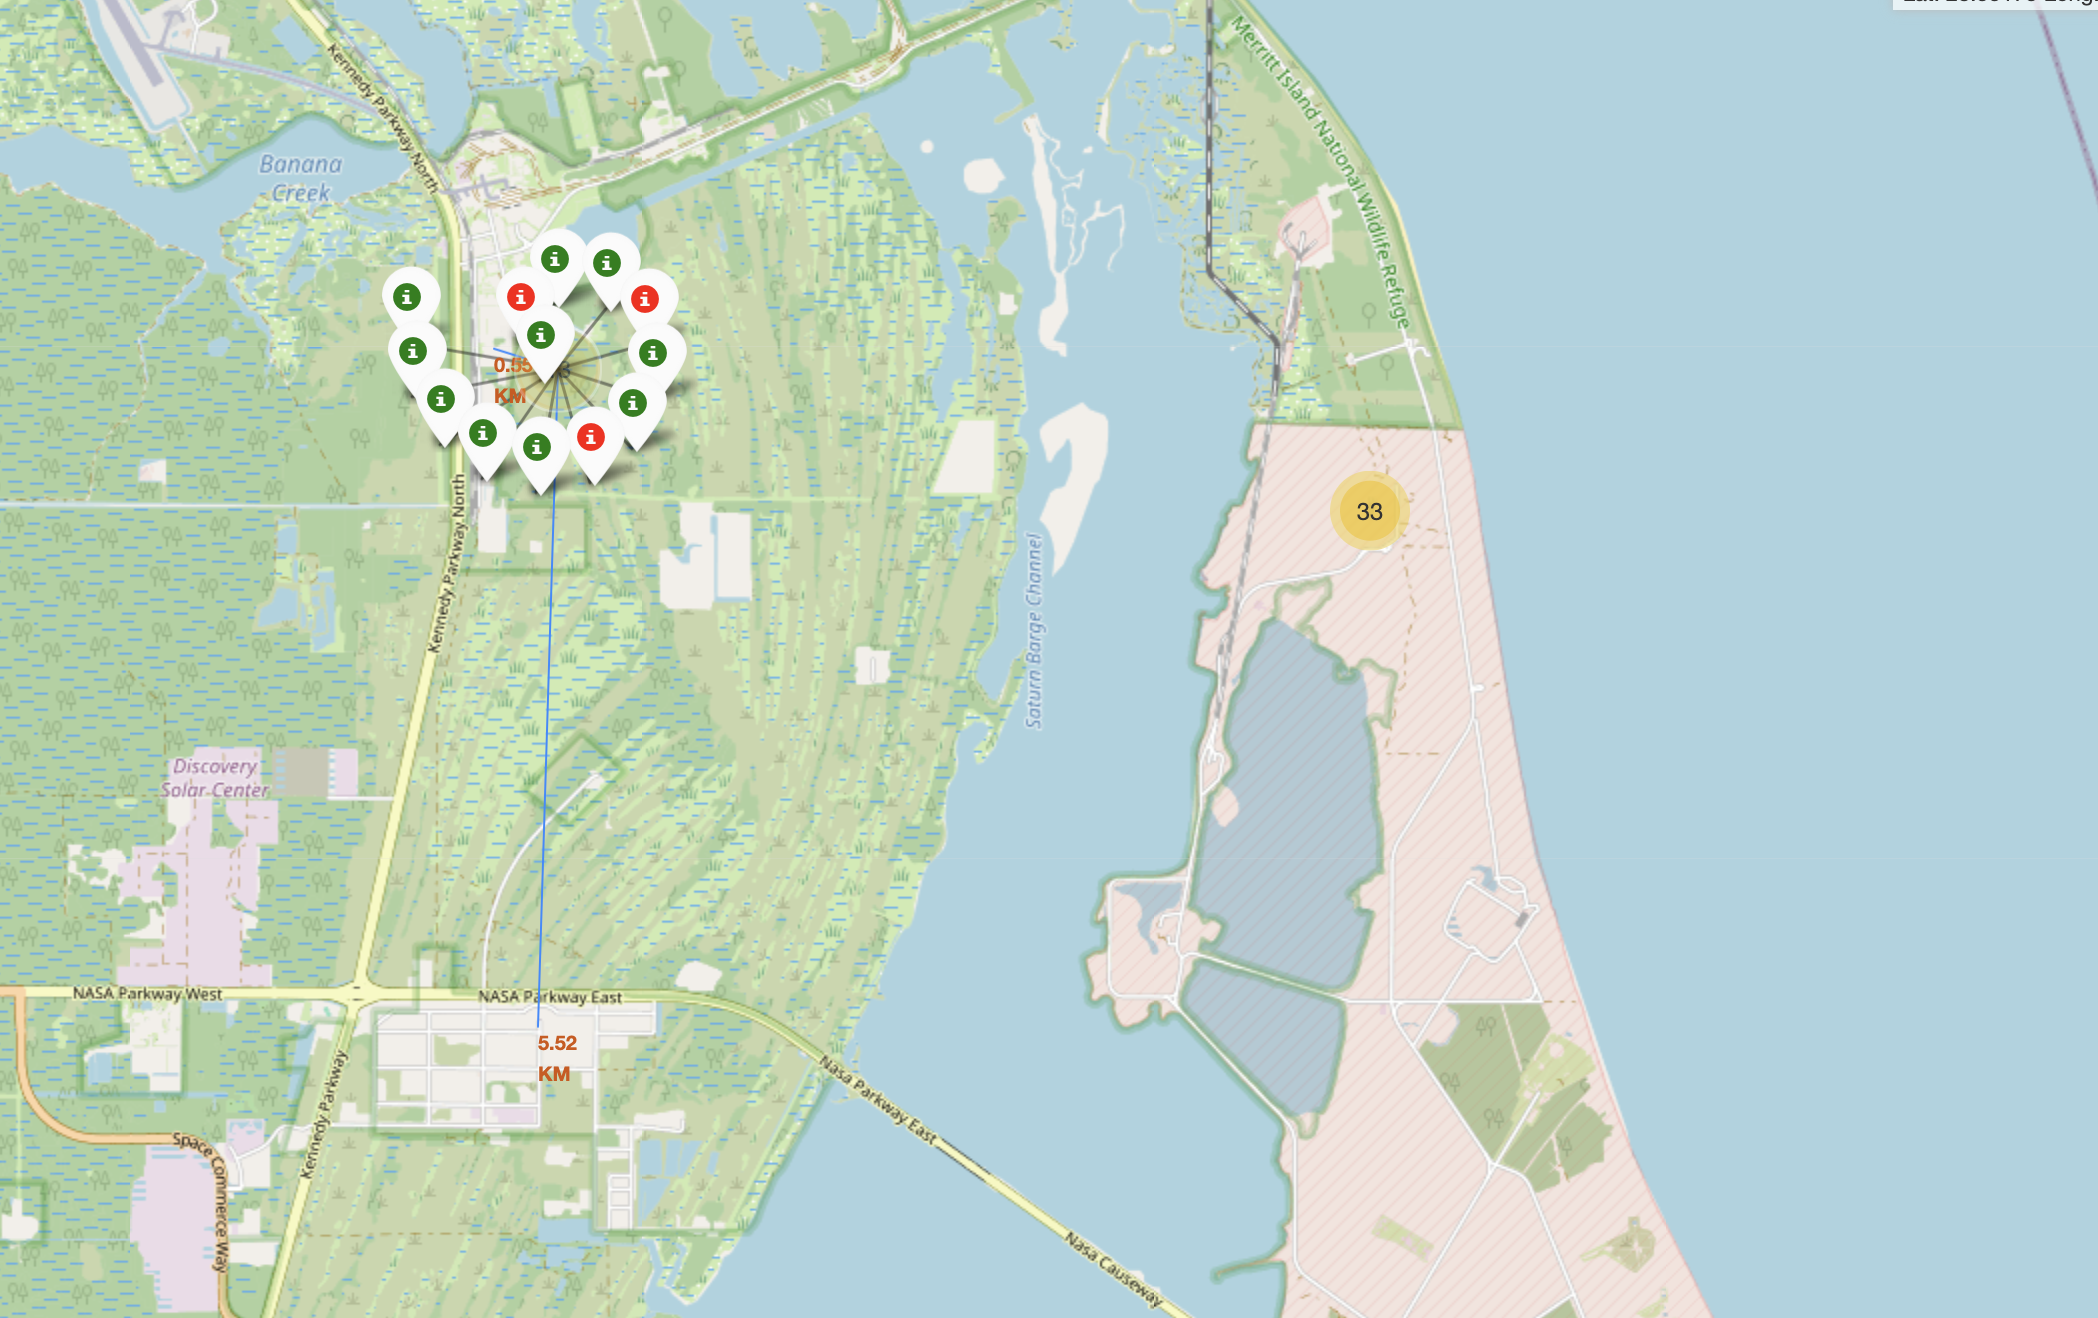 Kennedy Parkway North
Merritt Island National Wildlife Refuge
Banana
Creek
i
i
i
i
i
i
i
i
i
i
i
i
i
0.55
KM
33
Kennedy Parkway North
Saturn Barge Channel
Discovery
Solar Center
NASA Parkway West
NASA Parkway East
5.52
KM
Kennedy Parkway
Nasa Parkway East
Space Commerce Way
Nasa Causeway